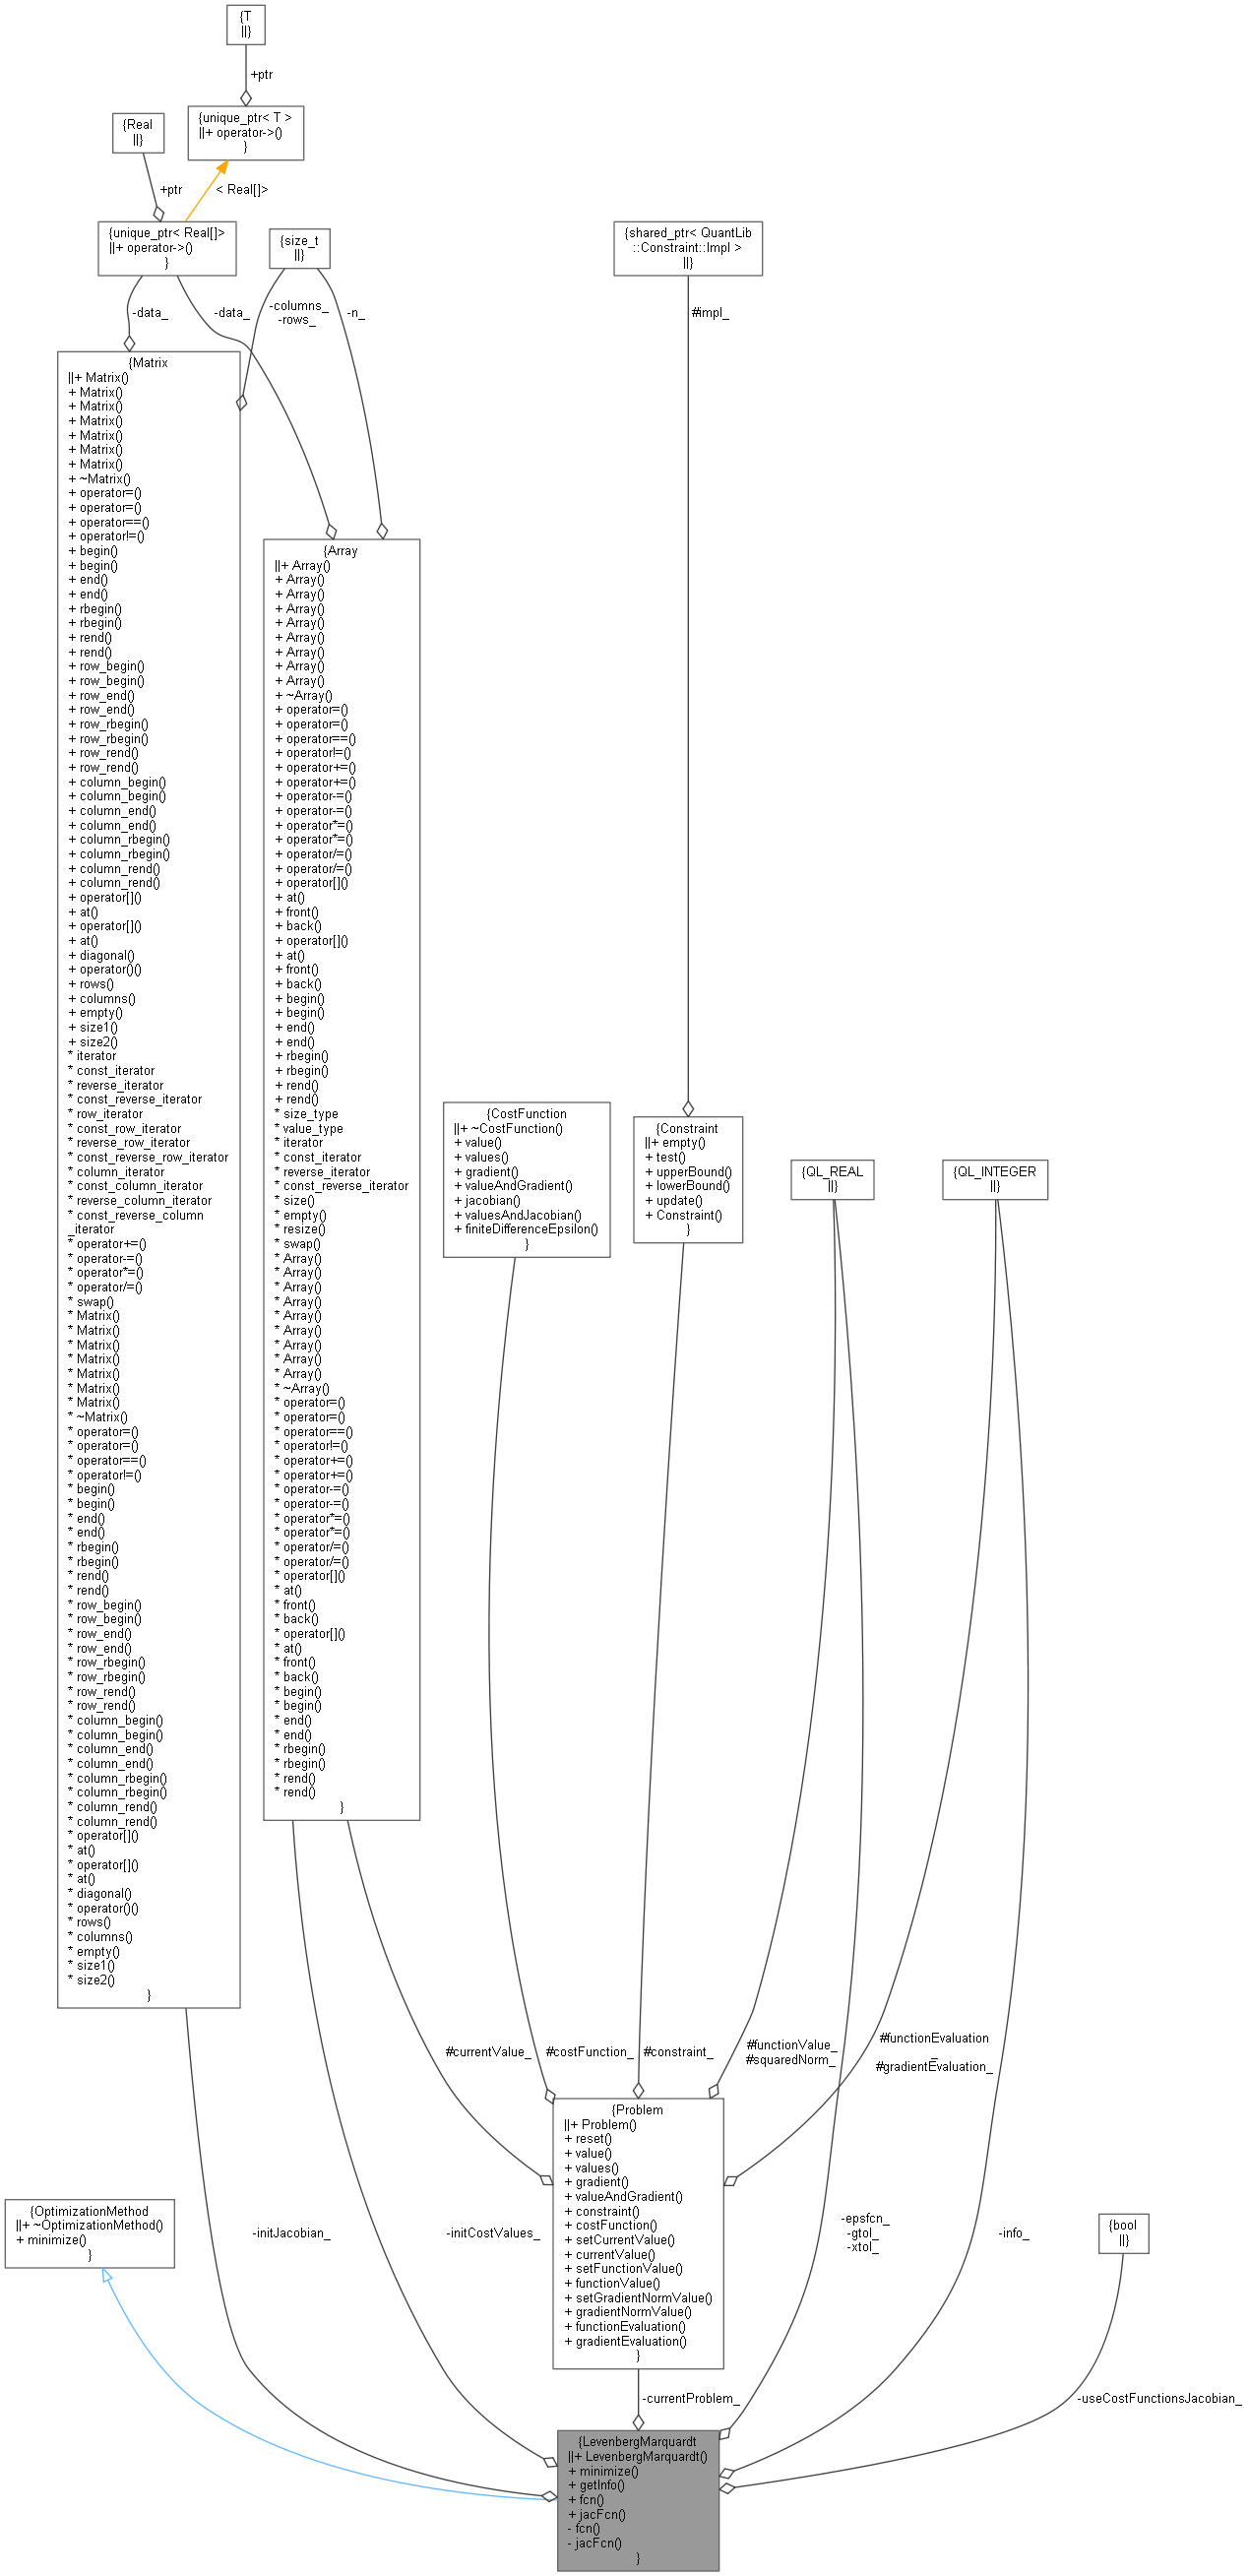 {T
||}
+ptr
{unique_ptr< T >
||+ operator->()
}
{Real
||}
+ptr
< Real[]>
{unique_ptr< Real[]>
||+ operator->()
}
{size_t
||}
{shared_ptr< QuantLib
::Constraint::Impl >
||}
-data_
-data_
-columns_
-rows_
-n_
#impl_
{Matrix
||+ Matrix()
+ Matrix()
+ Matrix()
+ Matrix()
+ Matrix()
+ Matrix()
+ Matrix()
+ ~Matrix()
+ operator=()
+ operator=()
+ operator==()
+ operator!=()
+ begin()
+ begin()
+ end()
+ end()
+ rbegin()
+ rbegin()
+ rend()
+ rend()
+ row_begin()
+ row_begin()
+ row_end()
+ row_end()
+ row_rbegin()
+ row_rbegin()
+ row_rend()
+ row_rend()
+ column_begin()
+ column_begin()
+ column_end()
+ column_end()
+ column_rbegin()
+ column_rbegin()
+ column_rend()
+ column_rend()
+ operator[]()
+ at()
+ operator[]()
+ at()
+ diagonal()
+ operator()()
+ rows()
+ columns()
+ empty()
+ size1()
+ size2()
* iterator
* const_iterator
* reverse_iterator
* const_reverse_iterator
* row_iterator
* const_row_iterator
* reverse_row_iterator
* const_reverse_row_iterator
* column_iterator
* const_column_iterator
* reverse_column_iterator
* const_reverse_column
_iterator
* operator+=()
* operator-=()
* operator*=()
* operator/=()
* swap()
* Matrix()
* Matrix()
* Matrix()
* Matrix()
* Matrix()
* Matrix()
* Matrix()
* ~Matrix()
* operator=()
* operator=()
* operator==()
* operator!=()
* begin()
* begin()
* end()
* end()
* rbegin()
* rbegin()
* rend()
* rend()
* row_begin()
* row_begin()
* row_end()
* row_end()
* row_rbegin()
* row_rbegin()
* row_rend()
* row_rend()
* column_begin()
* column_begin()
* column_end()
* column_end()
* column_rbegin()
* column_rbegin()
* column_rend()
* column_rend()
* operator[]()
* at()
* operator[]()
* at()
* diagonal()
* operator()()
* rows()
* columns()
* empty()
* size1()
* size2()
}
{Array
||+ Array()
+ Array()
+ Array()
+ Array()
+ Array()
+ Array()
+ Array()
+ Array()
+ Array()
+ ~Array()
+ operator=()
+ operator=()
+ operator==()
+ operator!=()
+ operator+=()
+ operator+=()
+ operator-=()
+ operator-=()
+ operator*=()
+ operator*=()
+ operator/=()
+ operator/=()
+ operator[]()
+ at()
+ front()
+ back()
+ operator[]()
+ at()
+ front()
+ back()
+ begin()
+ begin()
+ end()
+ end()
+ rbegin()
+ rbegin()
+ rend()
+ rend()
* size_type
* value_type
* iterator
* const_iterator
* reverse_iterator
* const_reverse_iterator
* size()
* empty()
* resize()
* swap()
* Array()
* Array()
* Array()
* Array()
* Array()
* Array()
* Array()
* Array()
* Array()
* ~Array()
* operator=()
* operator=()
* operator==()
* operator!=()
* operator+=()
* operator+=()
* operator-=()
* operator-=()
* operator*=()
* operator*=()
* operator/=()
* operator/=()
* operator[]()
* at()
* front()
* back()
* operator[]()
* at()
* front()
* back()
* begin()
* begin()
* end()
* end()
* rbegin()
* rbegin()
* rend()
* rend()
}
{CostFunction
||+ ~CostFunction()
+ value()
+ values()
+ gradient()
+ valueAndGradient()
+ jacobian()
+ valuesAndJacobian()
+ finiteDifferenceEpsilon()
}
{Constraint
||+ empty()
+ test()
+ upperBound()
+ lowerBound()
+ update()
+ Constraint()
}
{QL_REAL
||}
{QL_INTEGER
||}
#currentValue_
#costFunction_
#constraint_
#functionValue_
#squaredNorm_
#functionEvaluation
_
#gradientEvaluation_
{Problem
||+ Problem()
+ reset()
+ value()
+ values()
+ gradient()
+ valueAndGradient()
+ constraint()
+ costFunction()
+ setCurrentValue()
+ currentValue()
+ setFunctionValue()
+ functionValue()
+ setGradientNormValue()
+ gradientNormValue()
+ functionEvaluation()
+ gradientEvaluation()
}
{OptimizationMethod
||+ ~OptimizationMethod()
+ minimize()
}
-initJacobian_
-initCostValues_
-epsfcn_
-gtol_
-xtol_
-info_
{bool
||}
-currentProblem_
-useCostFunctionsJacobian_
{LevenbergMarquardt
||+ LevenbergMarquardt()
+ minimize()
+ getInfo()
+ fcn()
+ jacFcn()
- fcn()
- jacFcn()
}